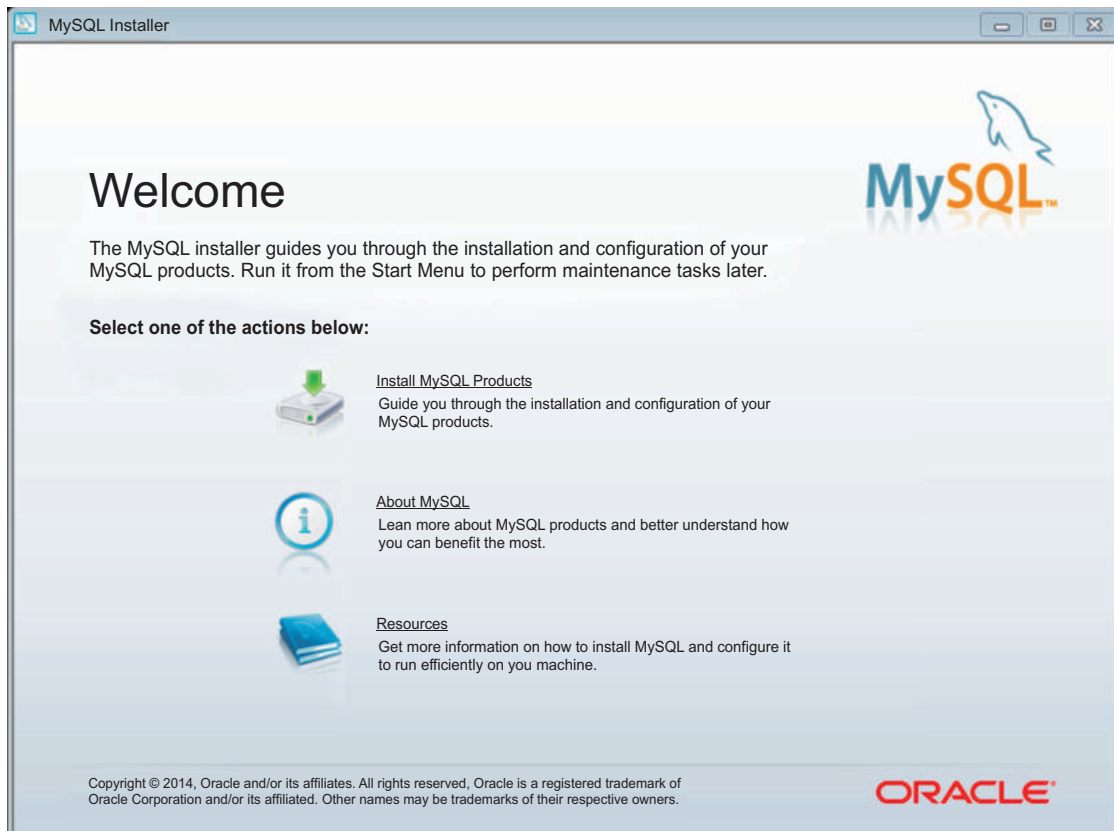 MySQL Installer
MySQL™
Welcome
The MySQL installer guides you through the installation and configuration of your
MySQL products. Run it from the Start Menu to perform maintenance tasks later.
Select one of the actions below:
Install MySQL Products
Guide you through the installation and configuration of your
MySQL products.
About MySQL
Lean more about MySQL products and better understand how
you can benefit the most.
Resources
Get more information on how to install MySQL and configure it
to run efficiently on you machine.
Copyright © 2014, Oracle and/or its affiliates. All rights reserved, Oracle is a registered trademark of
Oracle Corporation and/or its affiliated. Other names may be trademarks of their respective owners.
ORACLE®